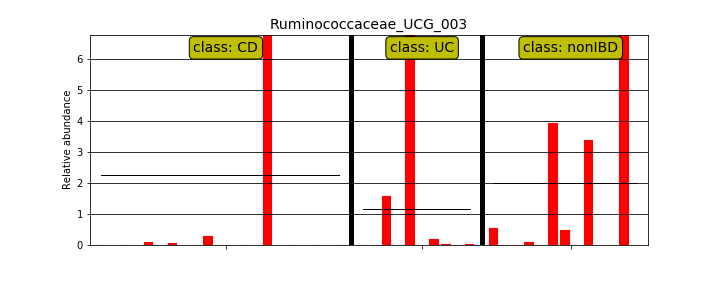 Ruminococcaceae_UCG_003
class: CD
class: UC
class: nonIBD
Relative abundance
6
5
4
3
2
1
0